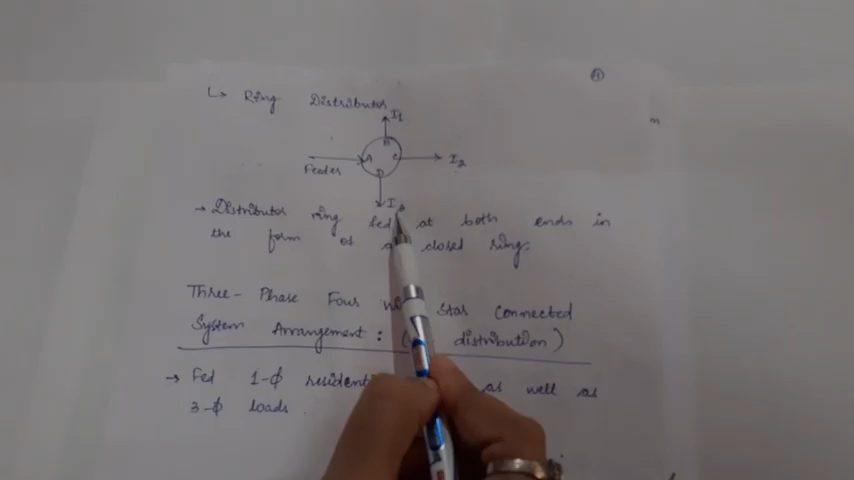 ↳ Ring Distributor
I1
B
A C
Feeder
I2
D
I3
→ Distributor ring fed at both ends in
the form of a closed ring.
Three-Phase Four Star Connected
System Arrangement: ( distribution)
→ Fed 1-φ as well as
3-φ loads.